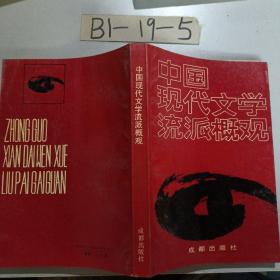 B1-19-5
中国
现代文学
流派概观
成都出版社
中国现代文学流派概观
成都出版社
ZHONG GUO
XIAN DAI WEN XUE
LIU PAI GAI GUAN